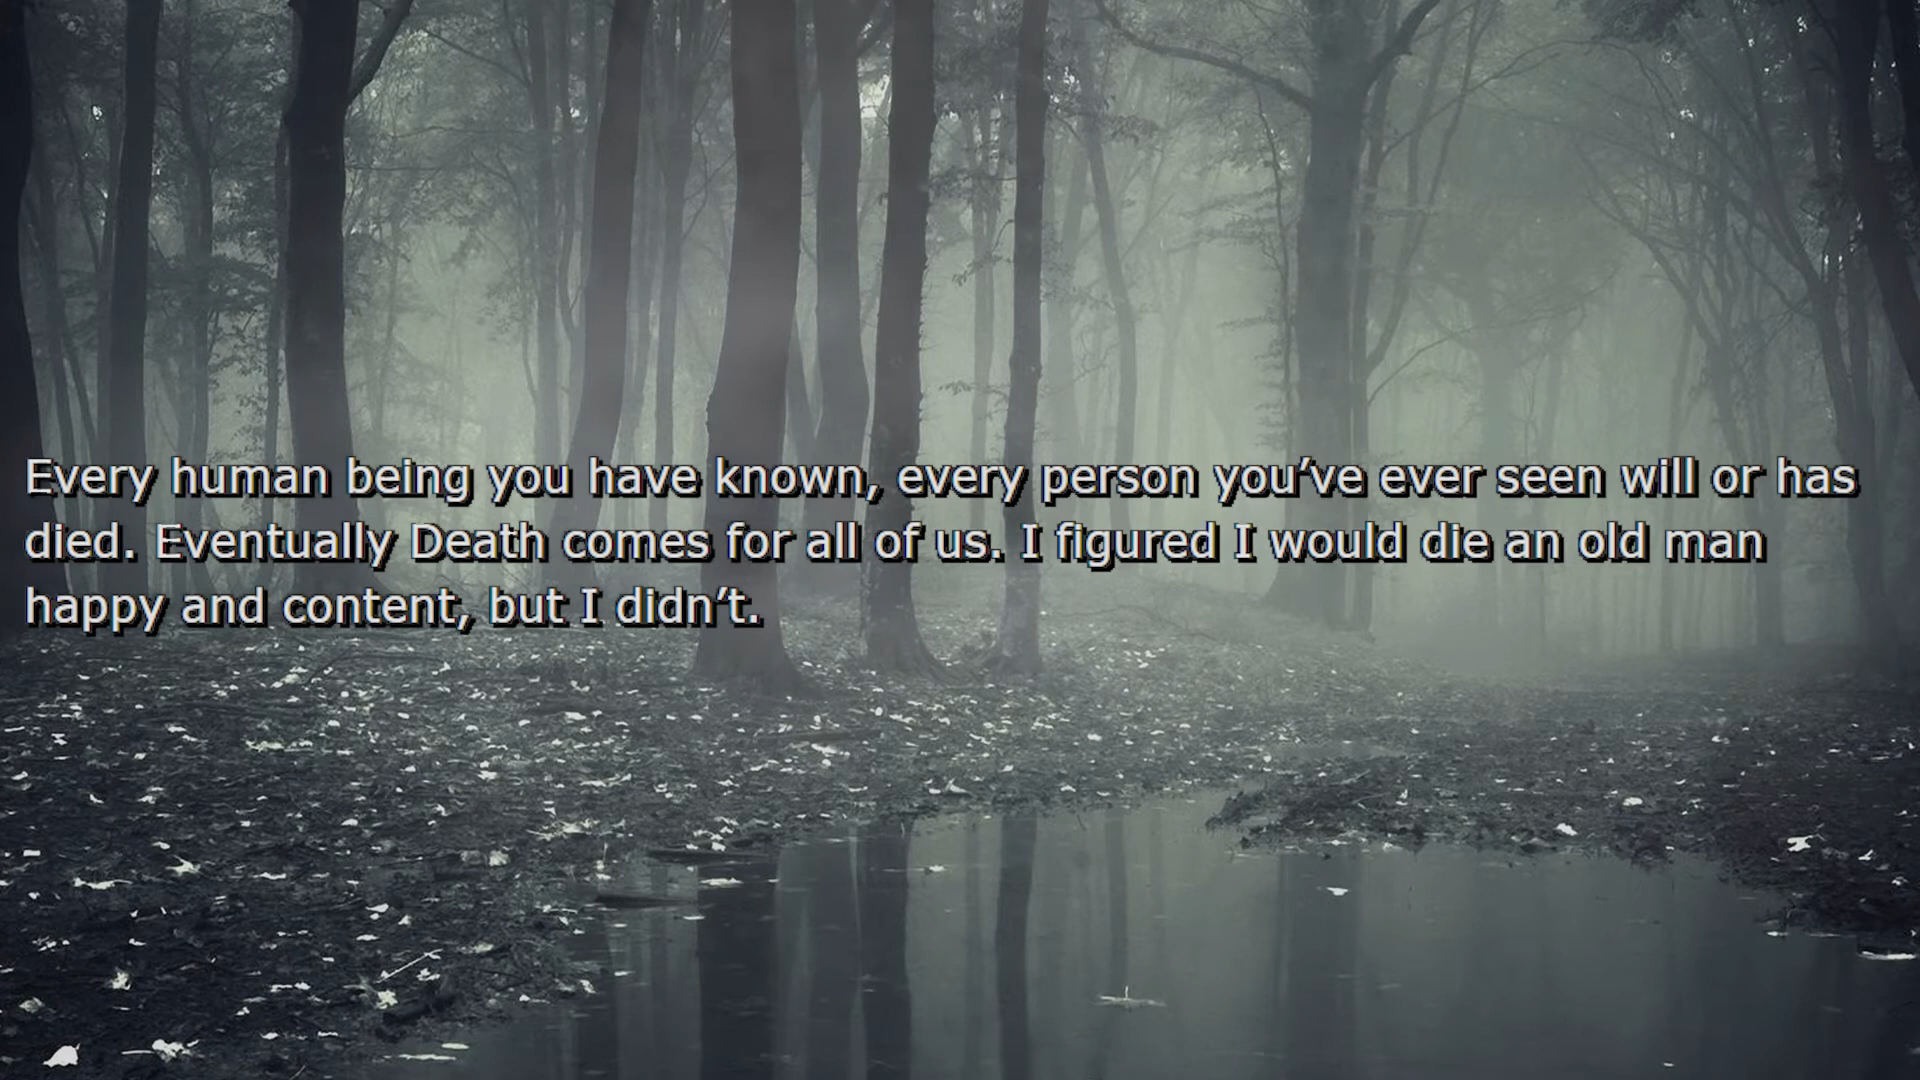 Every human being you have known, every person you’ve ever seen will or has
died. Eventually Death comes for all of us. I figured I would die an old man
happy and content, but I didn’t.